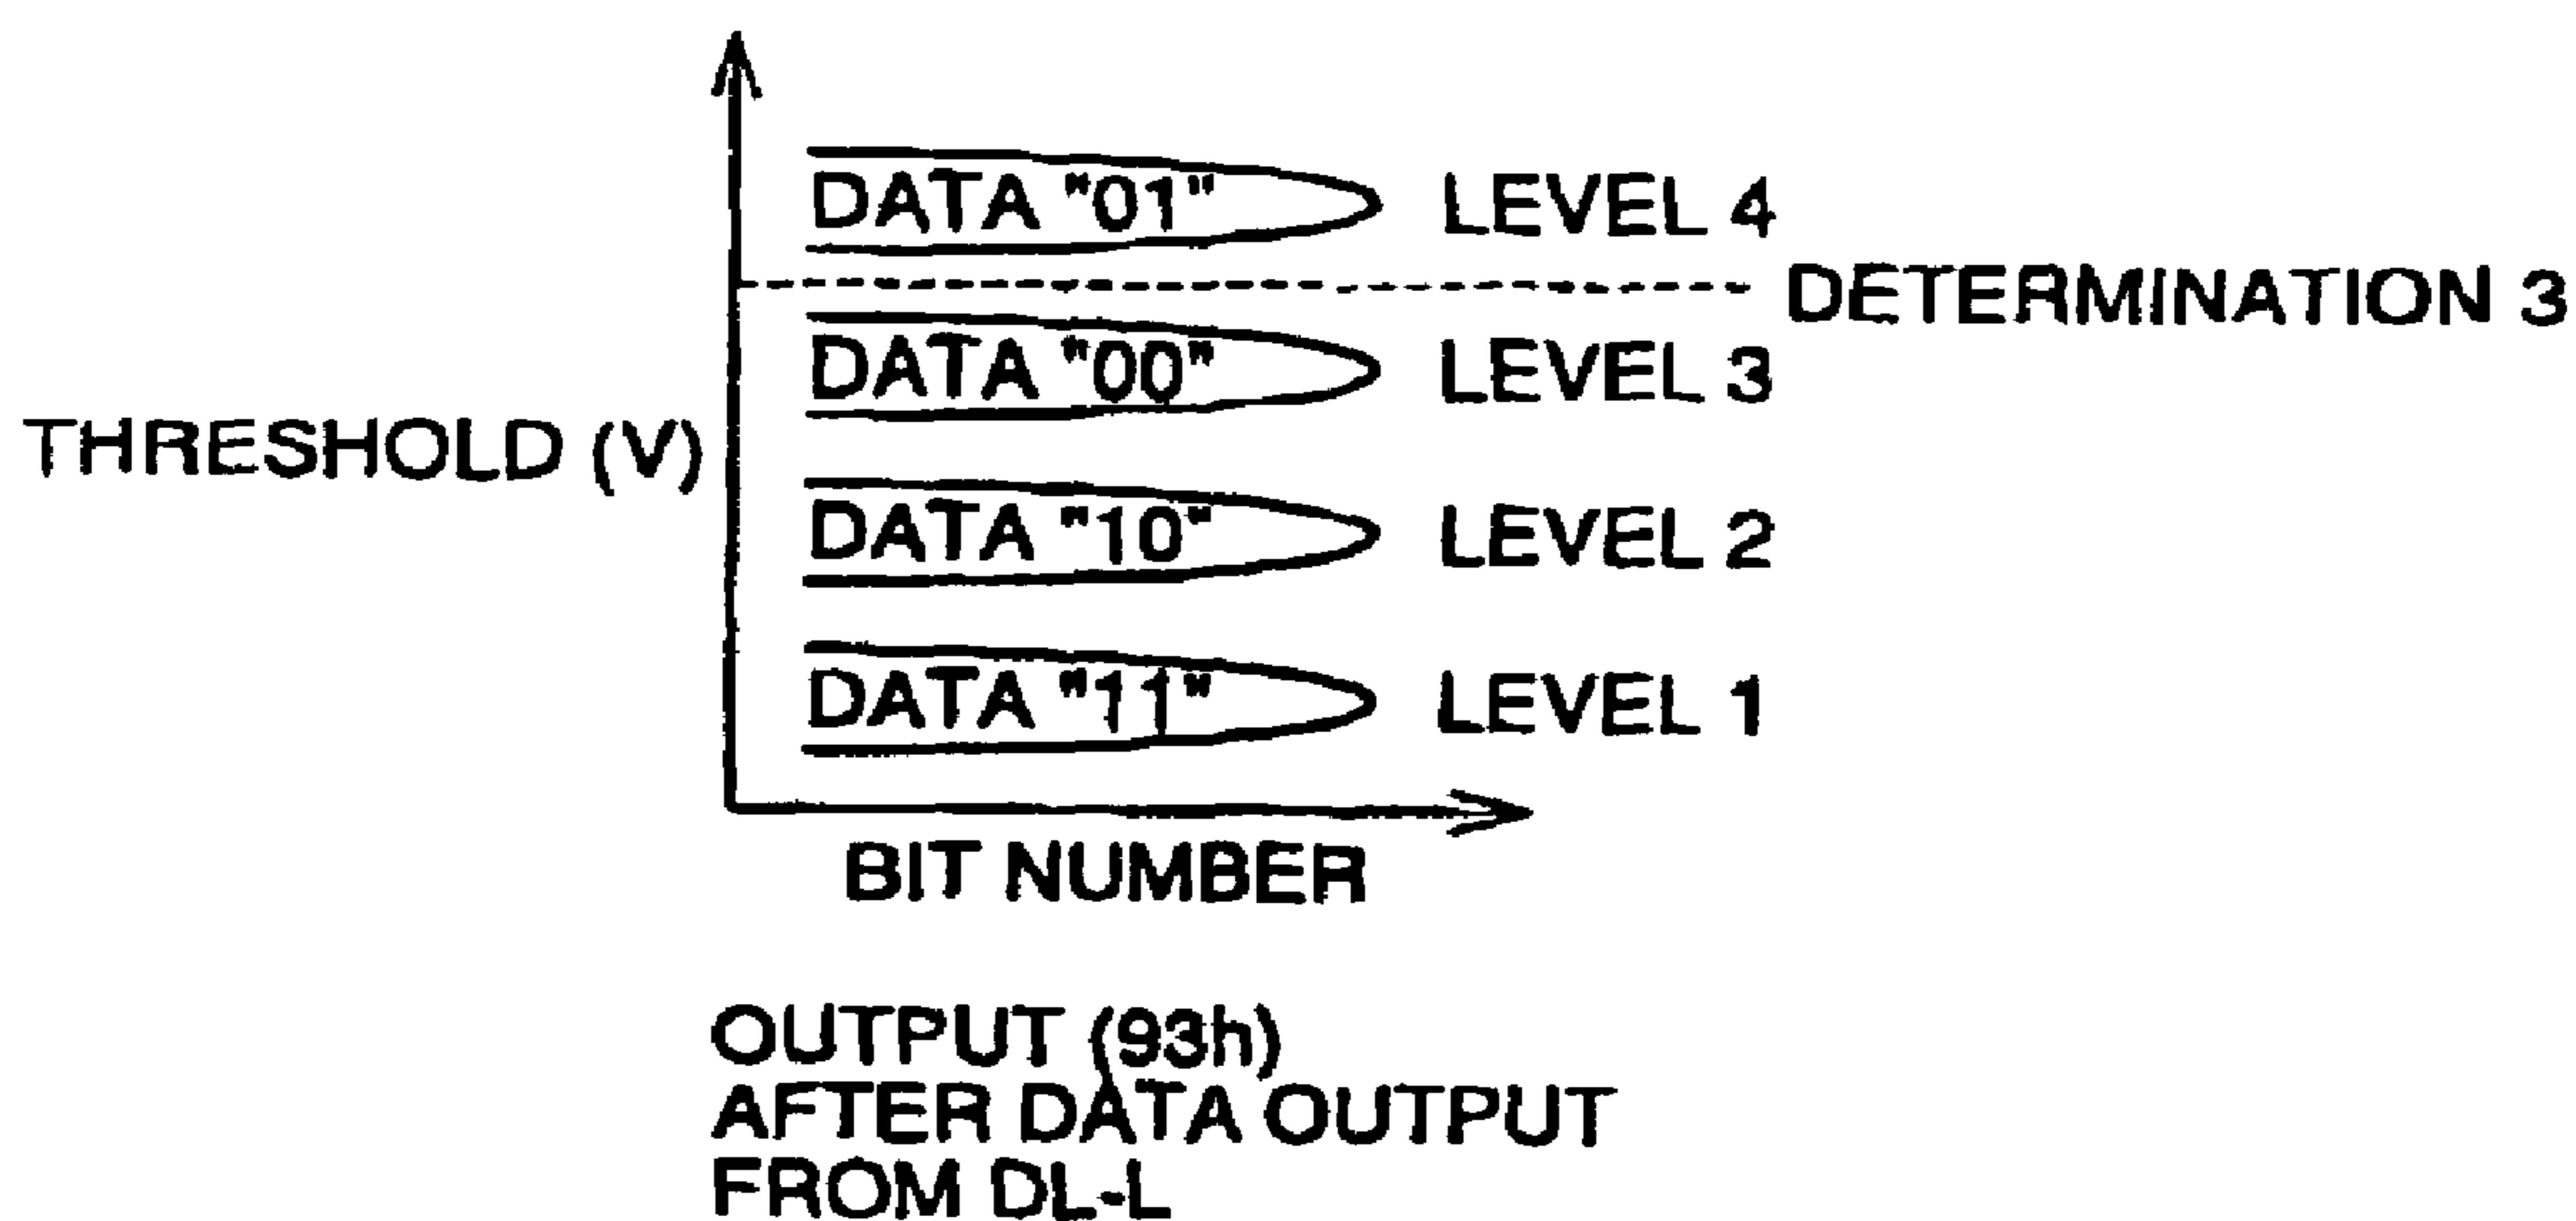 DATA "01" LEVEL 4
DETERMINATION 3
DATA "00" LEVEL 3
THRESHOLD (V)
DATA "10" LEVEL 2
DATA "11" LEVEL 1
BIT NUMBER
OUTPUT (93h)
AFTER DATA OUTPUT
FROM DL-L